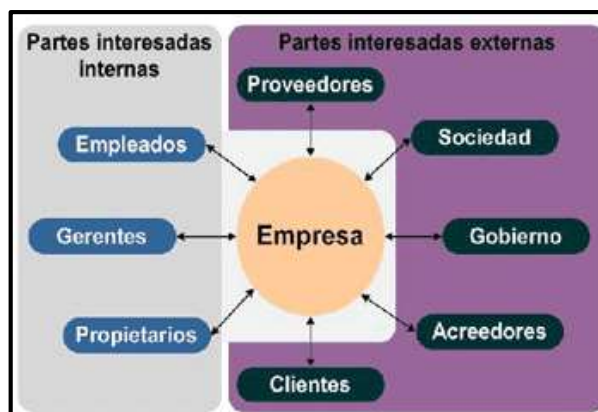 Partes interesadas
Internas
Partes interesadas externas
Proveedores
Empleados
Sociedad
Gerentes
Empresa
Gobierno
Propietarios
Acreedores
Clientes